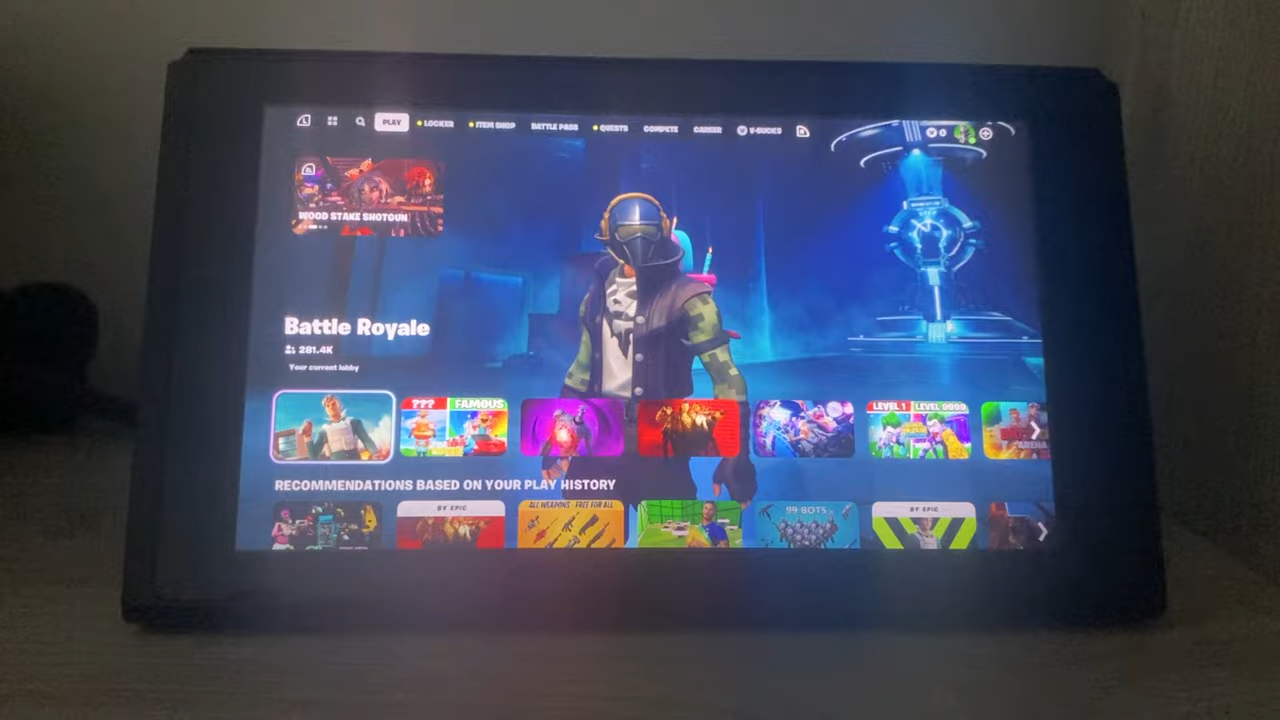 L
PLAY
LOCKER
ITEM SHOP
BATTLE PASS
QUESTS
COMPETE
CAREER
V-BUCKS
R
0
WOOD STAKE SHOTGUN
Battle Royale
281.4K
Your current lobby
???
FAMOUS
LEVEL 1
LEVEL 9999
ARENA
RECOMMENDATIONS BASED ON YOUR PLAY HISTORY
BY EPIC
ALL WEAPONS - FREE FOR ALL
99 BOTS
BY EPIC